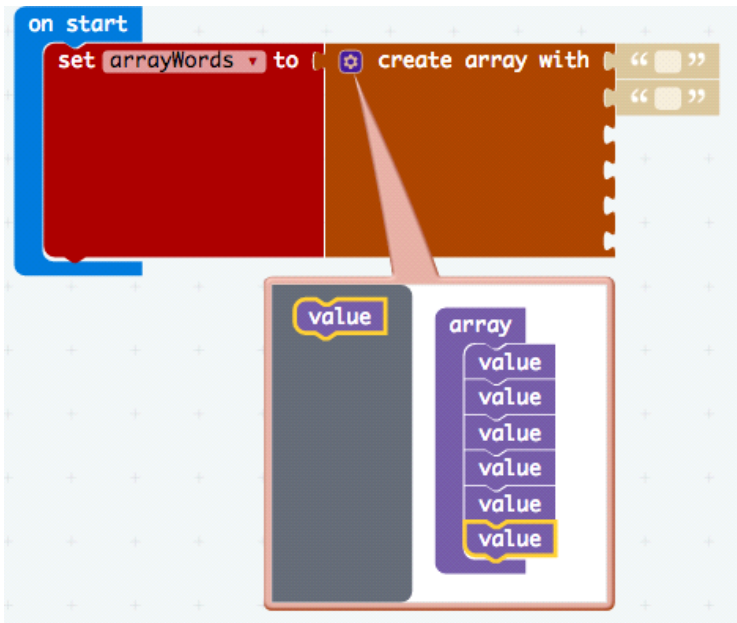 on start
set arrayWords to create array with “ ”
“ ”
value
array
value
value
value
value
value
value